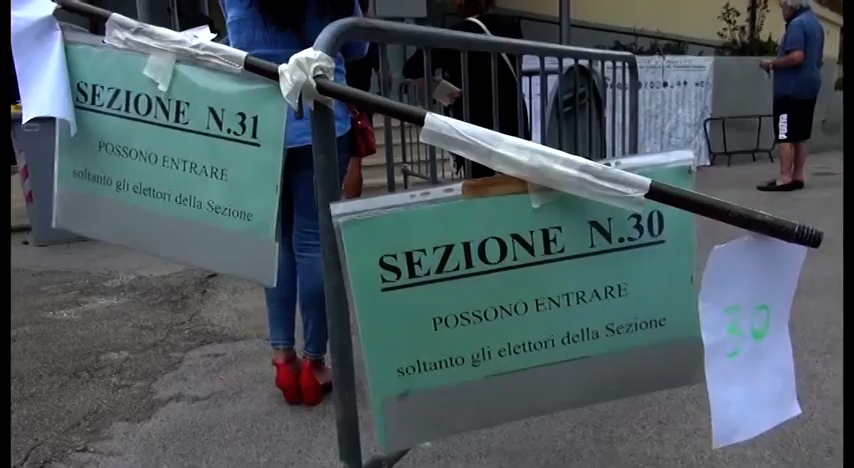 SEZIONE N.31
POSSONO ENTRARE
soltanto gli elettori della Sezione
SEZIONE N.30
POSSONO ENTRARE
soltanto gli elettori della Sezione
30